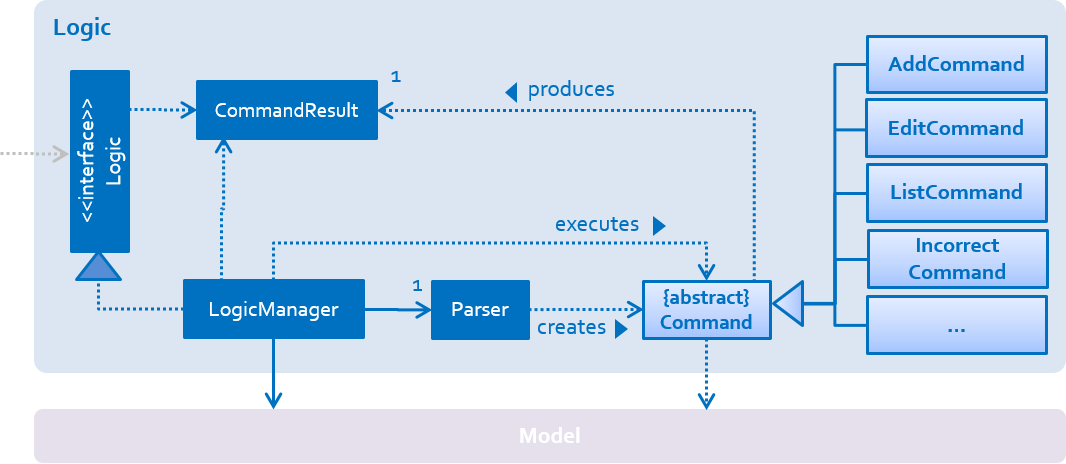 Logic
<<interface>>
Logic
CommandResult
1
produces
executes
LogicManager
1
Parser
creates
{abstract}
Command
AddCommand
EditCommand
ListCommand
Incorrect
Command
...
Model